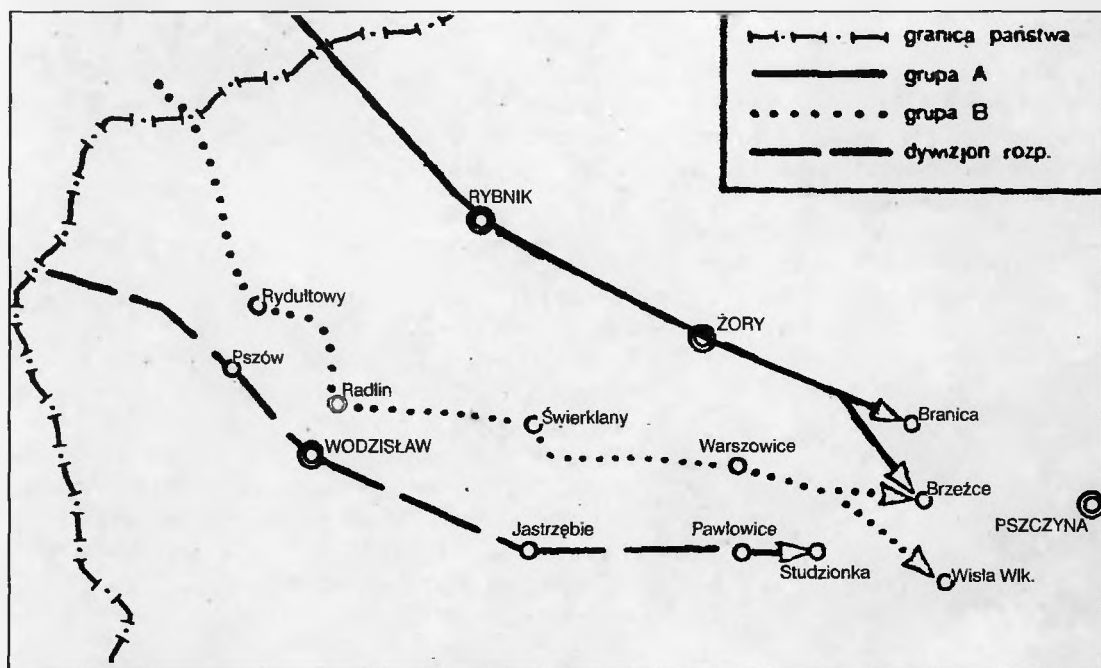 granica państwa
grupa A
grupa B
dywizjon rozp.
RYBNIK
Rydułtowy
ŻORY
Pszów
Radlin
Świerklany
Branica
WODZISŁAW
Warszowice
Brzeźce
PSZCZYNA
Jastrzębie
Pawłowice
Studzionka
Wisła Wlk.